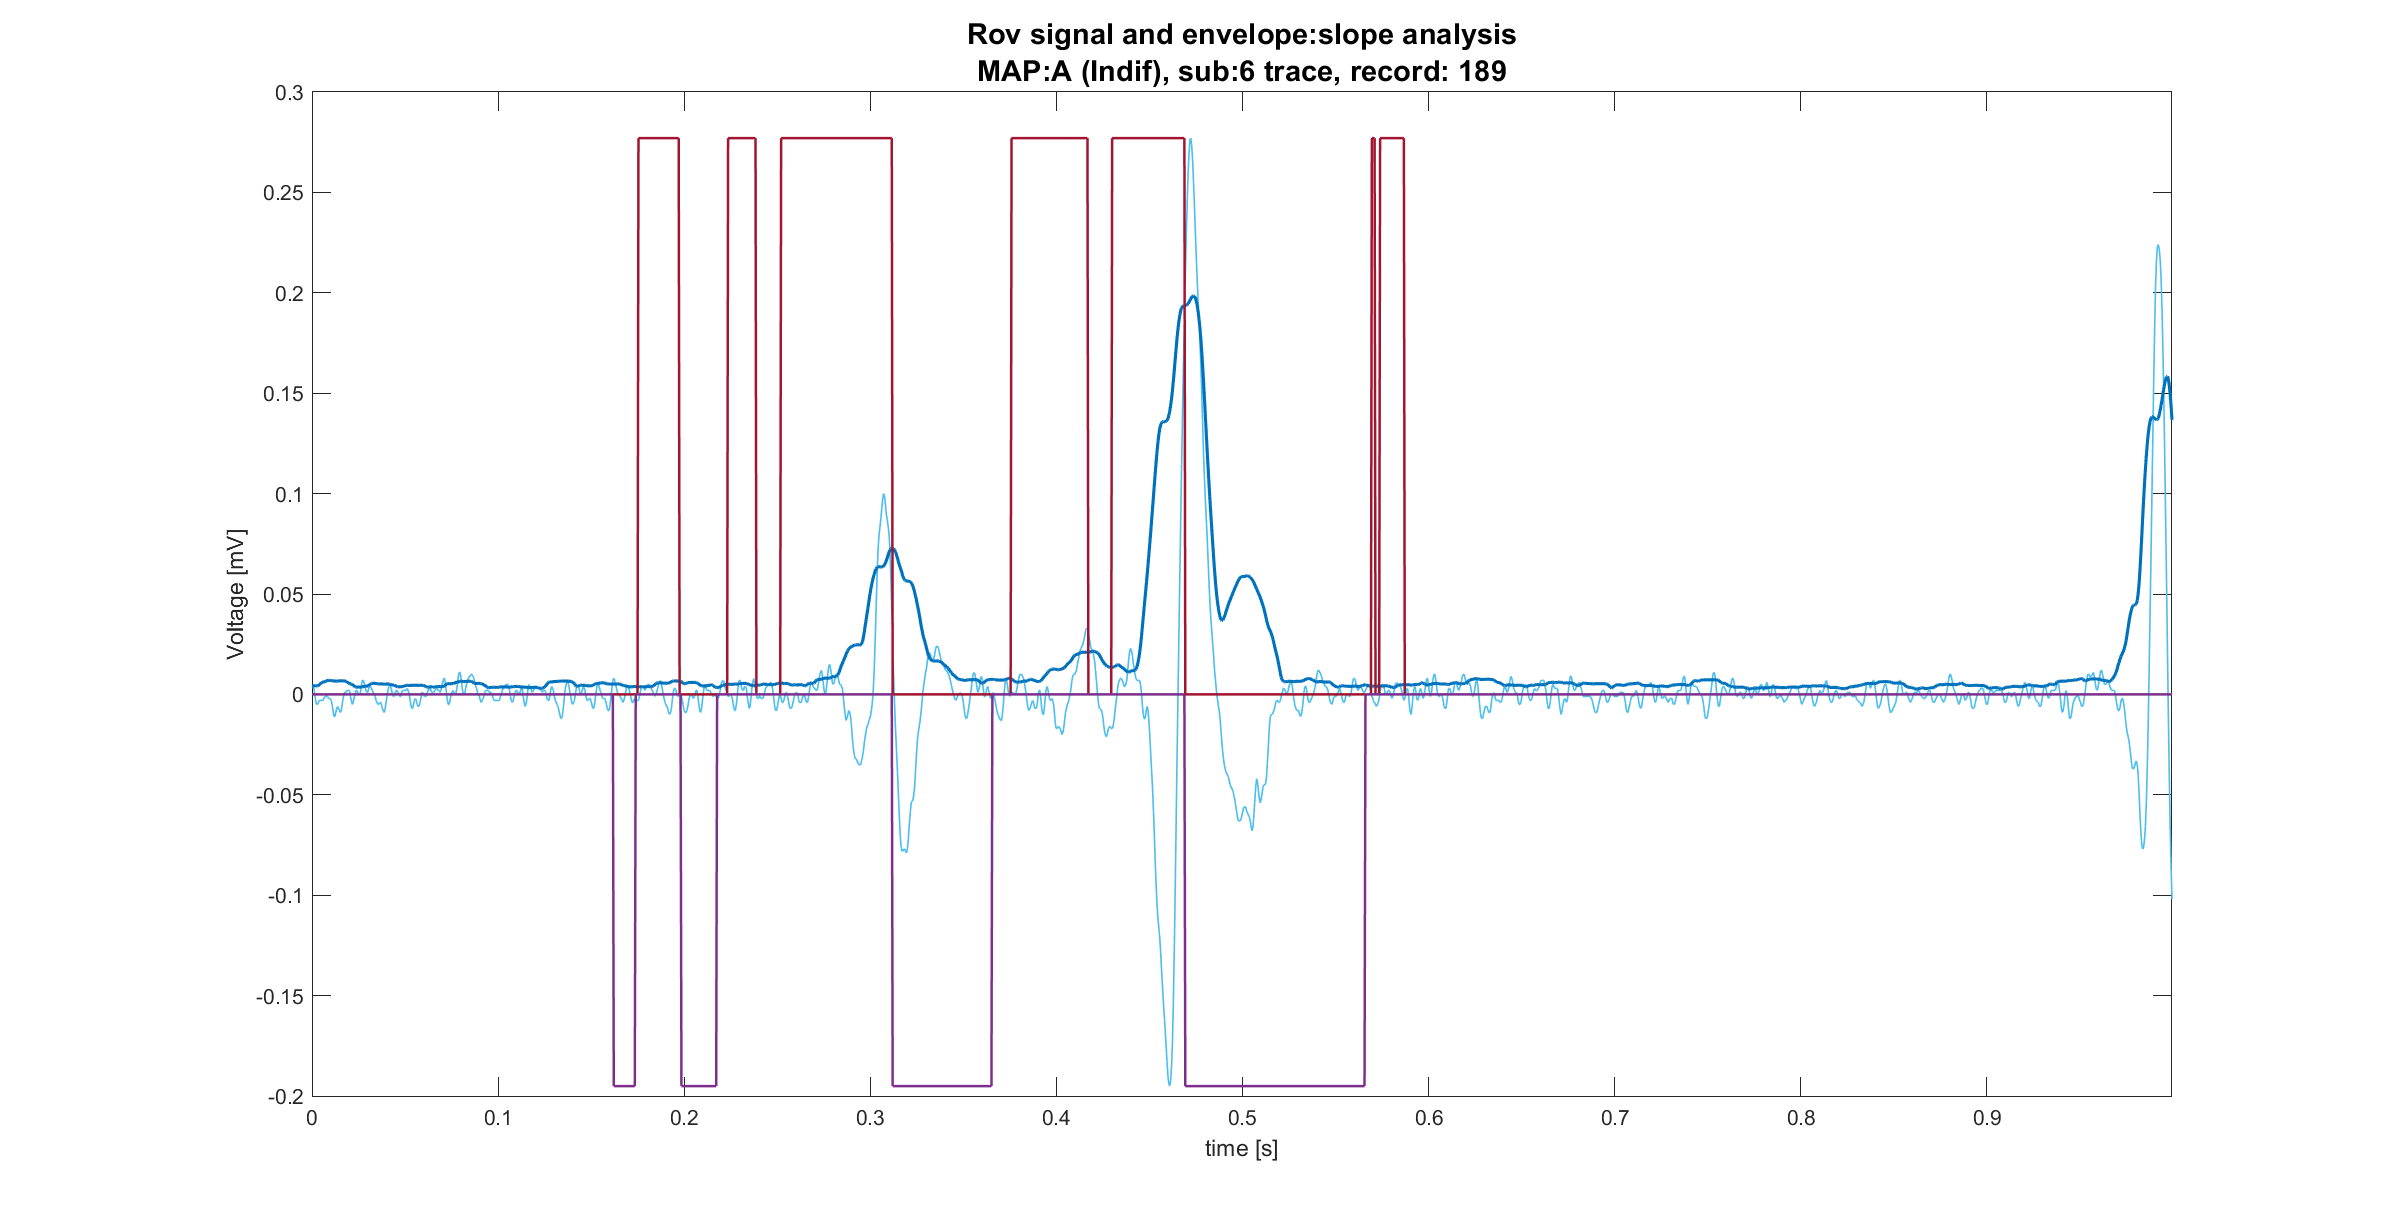 Rov signal and envelope:slope analysis
MAP:A (Indif), sub:6 trace, record: 189
0.3
0.25
0.2
0.15
0.1
0.05
0
-0.05
-0.1
-0.15
-0.2
Voltage [mV]
0 0.1 0.2 0.3 0.4 0.5 0.6 0.7 0.8 0.9
time [s]